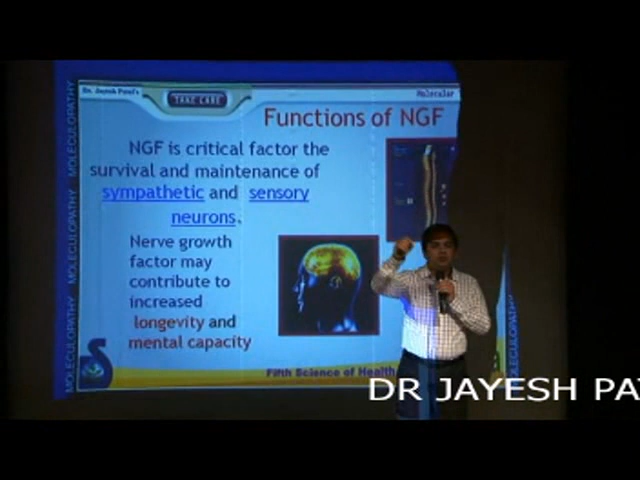 Dr. Jayesh Patel's
TAKE CARE
Molecular
Functions of NGF
NGF is critical factor the
survival and maintenance of
sympathetic and sensory
neurons.
Nerve growth
factor may
contribute to
increased
longevity and
mental capacity
Fifth Science of Health
MOLECULOPATHY MOLECULOPATHY MOLECULOPATHY
MOLECULOPATHY
DR JAYESH PAT